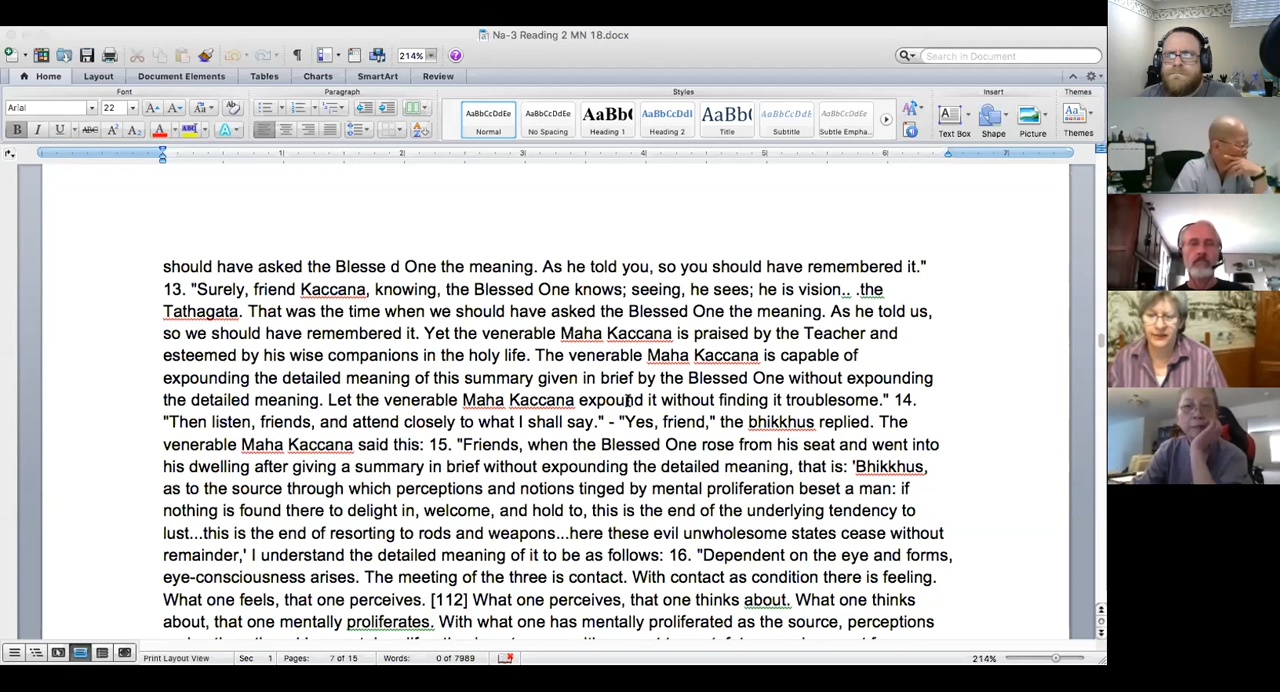 Na-3 Reading 2 MN 18.docx
214%
Search in Document
Home Layout Document Elements Tables Charts SmartArt Review
Font Paragraph Styles Insert Themes
Arial 22
AaBbCcDdEe AaBbCcDdEe AaBb( AaBbCcDdI AaBb( AaBbCcDdI AaBbCcDdEe
Normal No Spacing Heading 1 Heading 2 Title Subtitle Subtle Empha... Text Box Shape Picture Themes
B I U ABC
1 2 3 4 5 6 7
should have asked the Blesse d One the meaning. As he told you, so you should have remembered it."
13. "Surely, friend Kaccana, knowing, the Blessed One knows; seeing, he sees; he is vision.. .the
Tathagata. That was the time when we should have asked the Blessed One the meaning. As he told us,
so we should have remembered it. Yet the venerable Maha Kaccana is praised by the Teacher and
esteemed by his wise companions in the holy life. The venerable Maha Kaccana is capable of
expounding the detailed meaning of this summary given in brief by the Blessed One without expounding
the detailed meaning. Let the venerable Maha Kaccana expound it without finding it troublesome." 14.
"Then listen, friends, and attend closely to what I shall say." - "Yes, friend," the bhikkhus replied. The
venerable Maha Kaccana said this: 15. "Friends, when the Blessed One rose from his seat and went into
his dwelling after giving a summary in brief without expounding the detailed meaning, that is: 'Bhikkhus,
as to the source through which perceptions and notions tinged by mental proliferation beset a man: if
nothing is found there to delight in, welcome, and hold to, this is the end of the underlying tendency to
lust...this is the end of resorting to rods and weapons...here these evil unwholesome states cease without
remainder,' I understand the detailed meaning of it to be as follows: 16. "Dependent on the eye and forms,
eye-consciousness arises. The meeting of the three is contact. With contact as condition there is feeling.
What one feels, that one perceives. [112] What one perceives, that one thinks about. What one thinks
about, that one mentally proliferates. With what one has mentally proliferated as the source, perceptions
Print Layout View Sec 1 Pages: 7 of 15 Words: 0 of 7989 214%